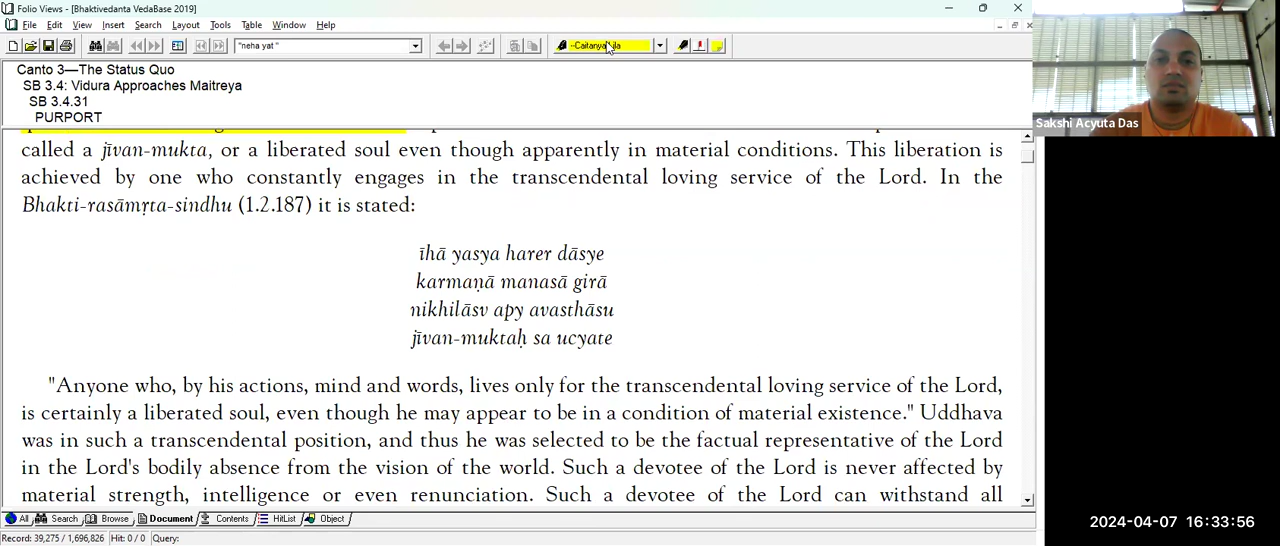 Folio Views - [Bhaktivedanta VedaBase 2019]
File Edit View Insert Search Layout Tools Table Window Help
"neha yat "
Canto 3—The Status Quo
SB 3.4: Vidura Approaches Maitreya
SB 3.4.31
PURPORT
called a jīvan-mukta, or a liberated soul even though apparently in material conditions. This liberation is
achieved by one who constantly engages in the transcendental loving service of the Lord. In the
Bhakti-rasāmṛta-sindhu (1.2.187) it is stated:
īhā yasya harer dāsye
karmaṇā manasā girā
nikhilāsv apy avasthāsu
jīvan-muktaḥ sa ucyate
"Anyone who, by his actions, mind and words, lives only for the transcendental loving service of the Lord,
is certainly a liberated soul, even though he may appear to be in a condition of material existence." Uddhava
was in such a transcendental position, and thus he was selected to be the factual representative of the Lord
in the Lord's bodily absence from the vision of the world. Such a devotee of the Lord is never affected by
material strength, intelligence or even renunciation. Such a devotee of the Lord can withstand all
All Search Browse Document Contents HitList Object
Record: 39,275 / 1,696,826 Hit: 0 / 0 Query:
Sakshi Acyuta Das
2024-04-07 16:33:56